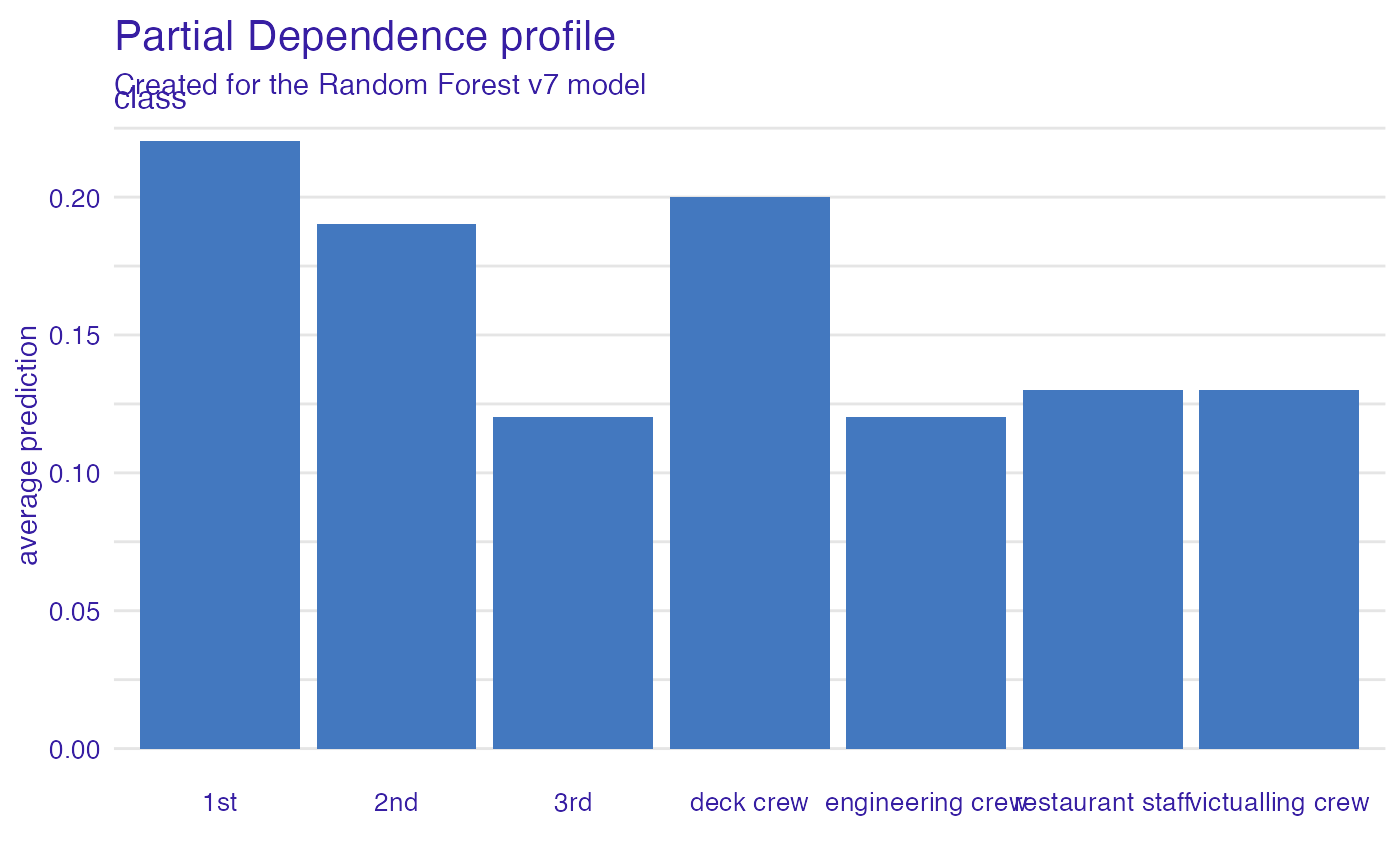 Partial Dependence profile
Created for the Random Forest v7 model
class
average prediction
0.20
0.15
0.10
0.05
0.00
1st
2nd
3rd
deck crew
engineering crew
restaurant staff
victualling crew